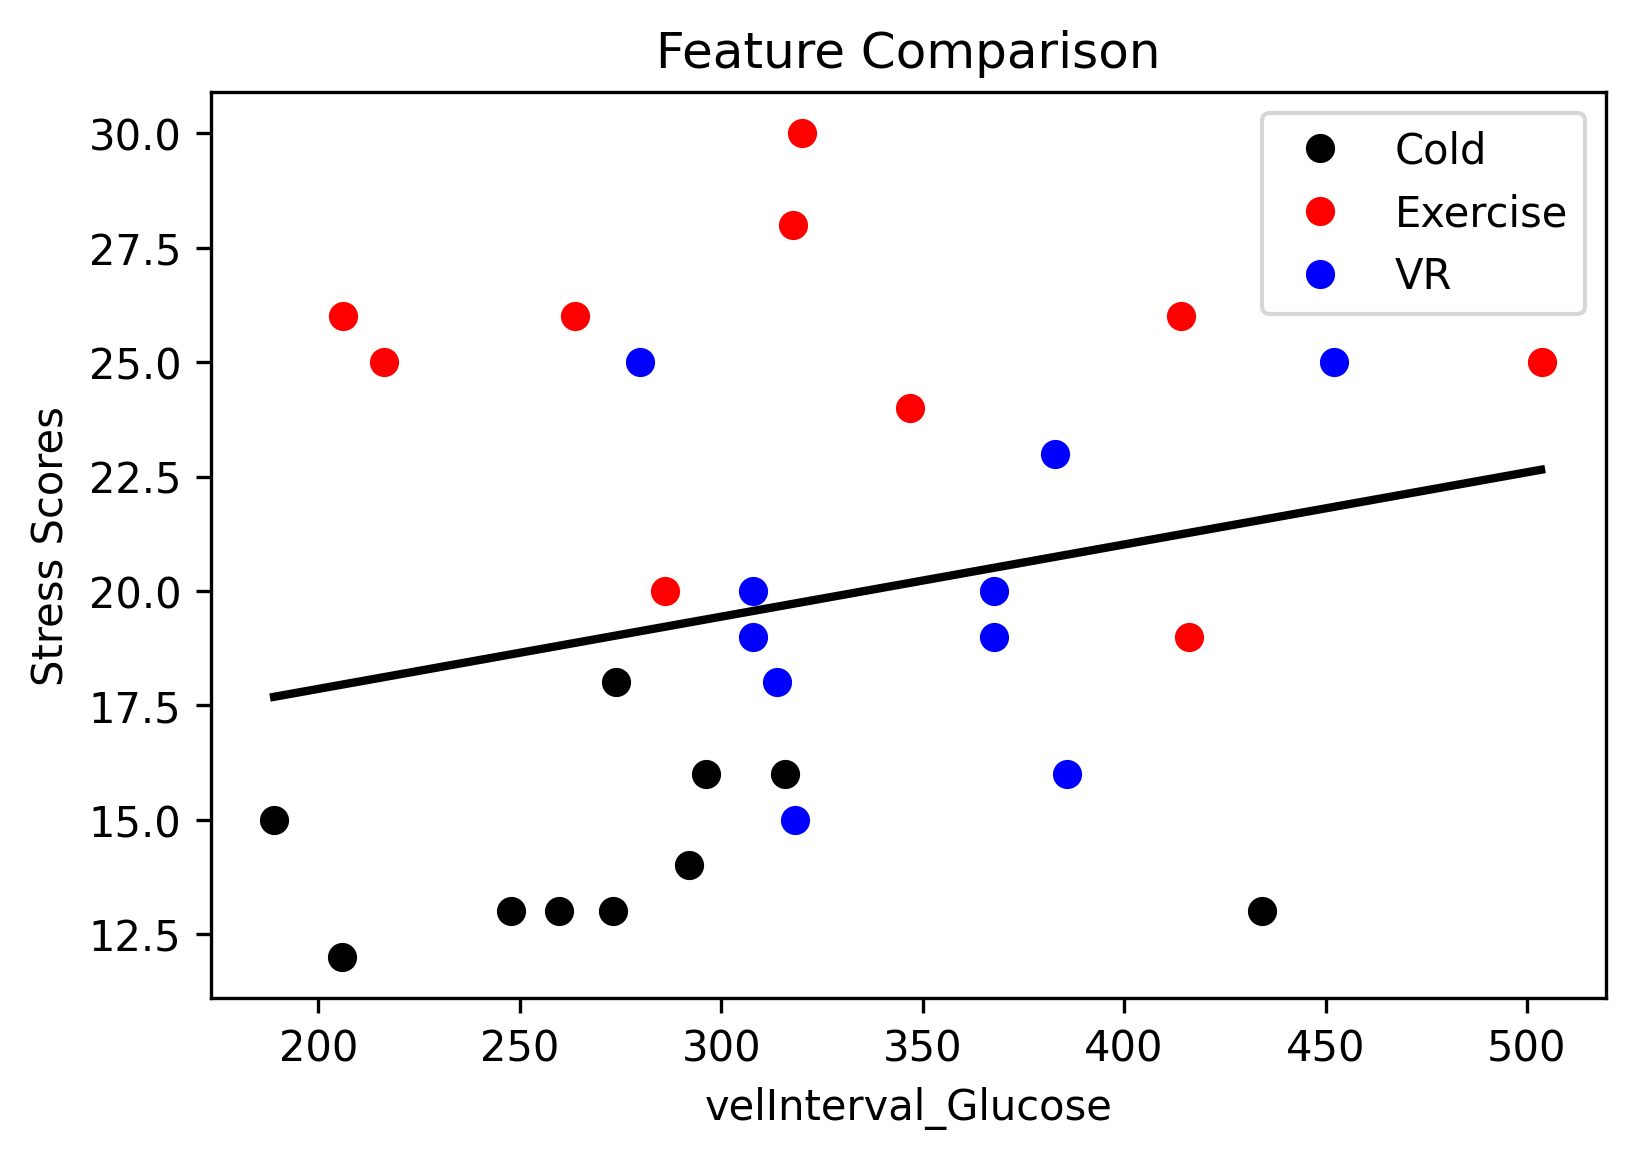 Feature Comparison
30.0
27.5
25.0
22.5
20.0
17.5
15.0
12.5
Stress Scores
Cold
Exercise
VR
200 250 300 350 400 450 500
velInterval_Glucose